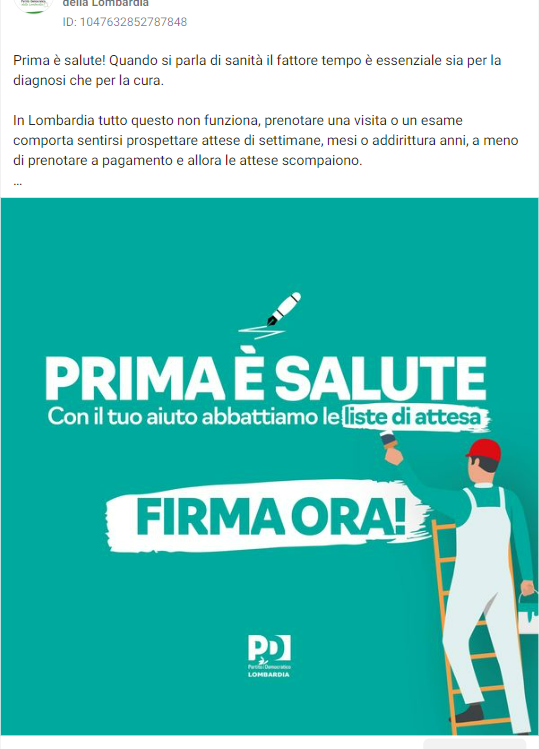 della Lombardia
ID: 1047632852787848
Prima è salute! Quando si parla di sanità il fattore tempo è essenziale sia per la
diagnosi che per la cura.
In Lombardia tutto questo non funziona, prenotare una visita o un esame
comporta sentirsi prospettare attese di settimane, mesi o addirittura anni, a meno
di prenotare a pagamento e allora le attese scompaiono.
...
PRIMA È SALUTE
Con il tuo aiuto abbattiamo le liste di attesa
FIRMA ORA!
PD
Partito Democratico
LOMBARDIA